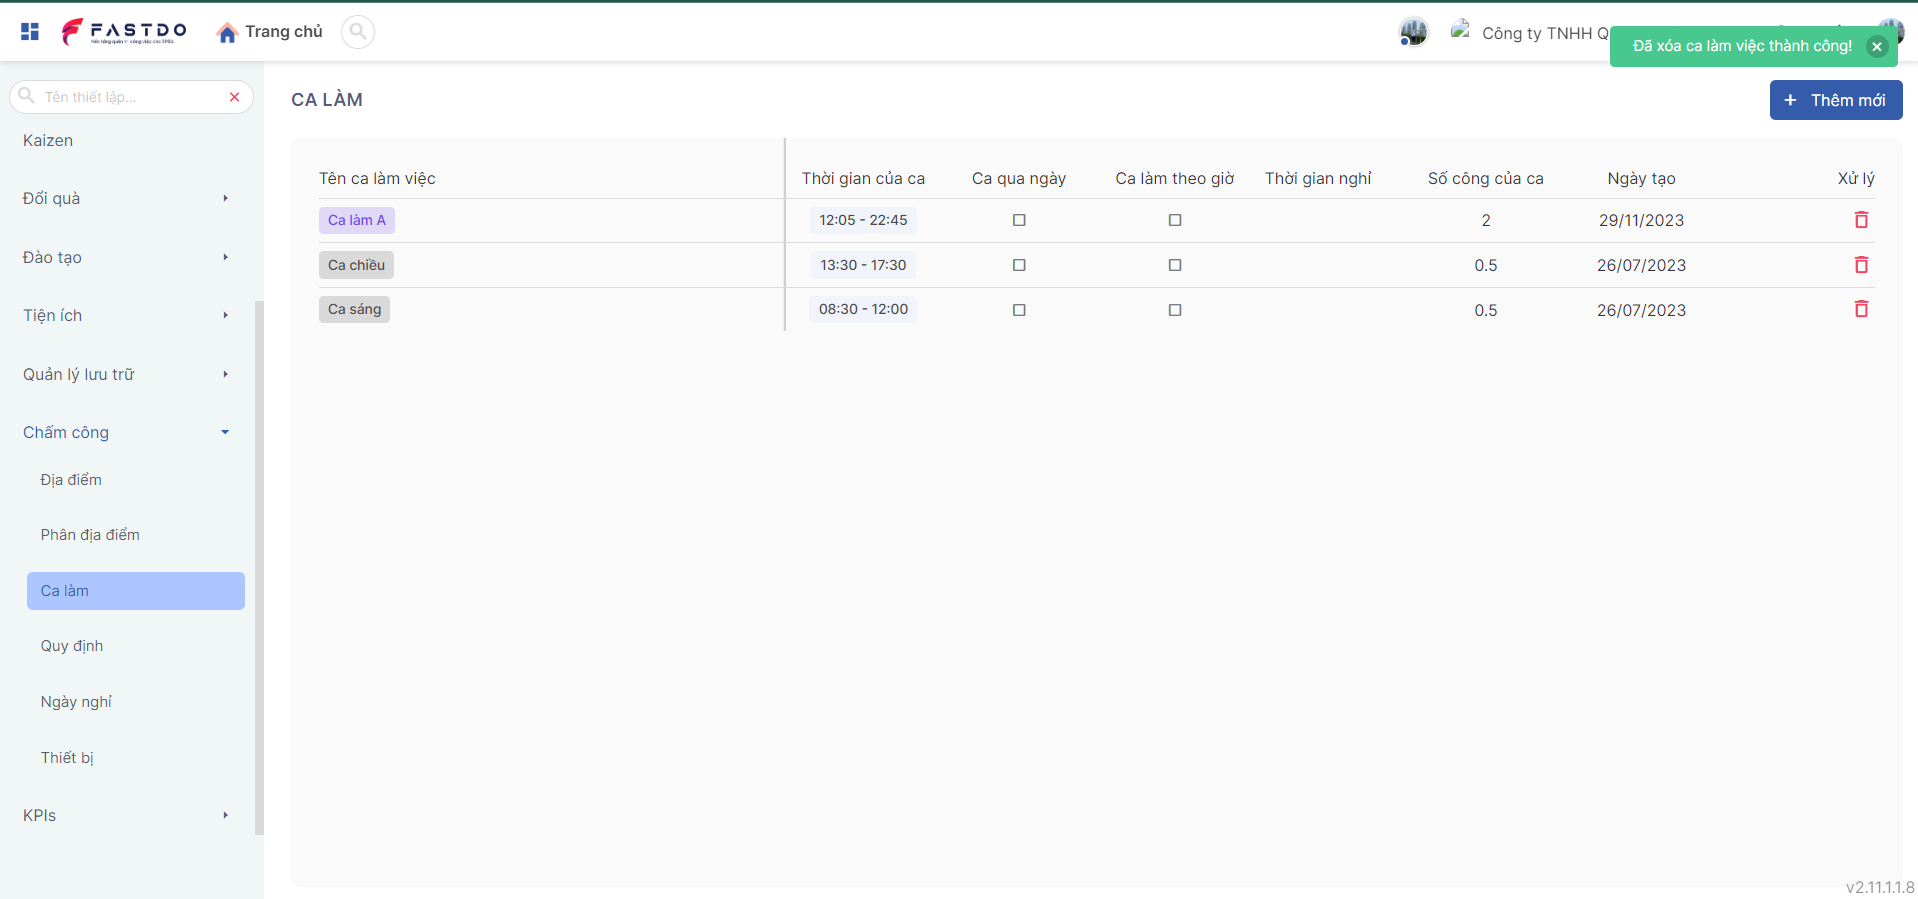 FASTDO
Trang chủ
Công ty TNHH Q
Đã xóa ca làm việc thành công!
Tên thiết lập...
Kaizen
Đổi quà
Đào tạo
Tiện ích
Quản lý lưu trữ
Chấm công
Địa điểm
Phân địa điểm
Ca làm
Quy định
Ngày nghỉ
Thiết bị
KPIs
CA LÀM
+ Thêm mới
Tên ca làm việc Thời gian của ca Ca qua ngày Ca làm theo giờ Thời gian nghỉ Số công của ca Ngày tạo Xử lý
Ca làm A 12:05 - 22:45 2 29/11/2023
Ca chiều 13:30 - 17:30 0.5 26/07/2023
Ca sáng 08:30 - 12:00 0.5 26/07/2023
v2.11.1.1.8